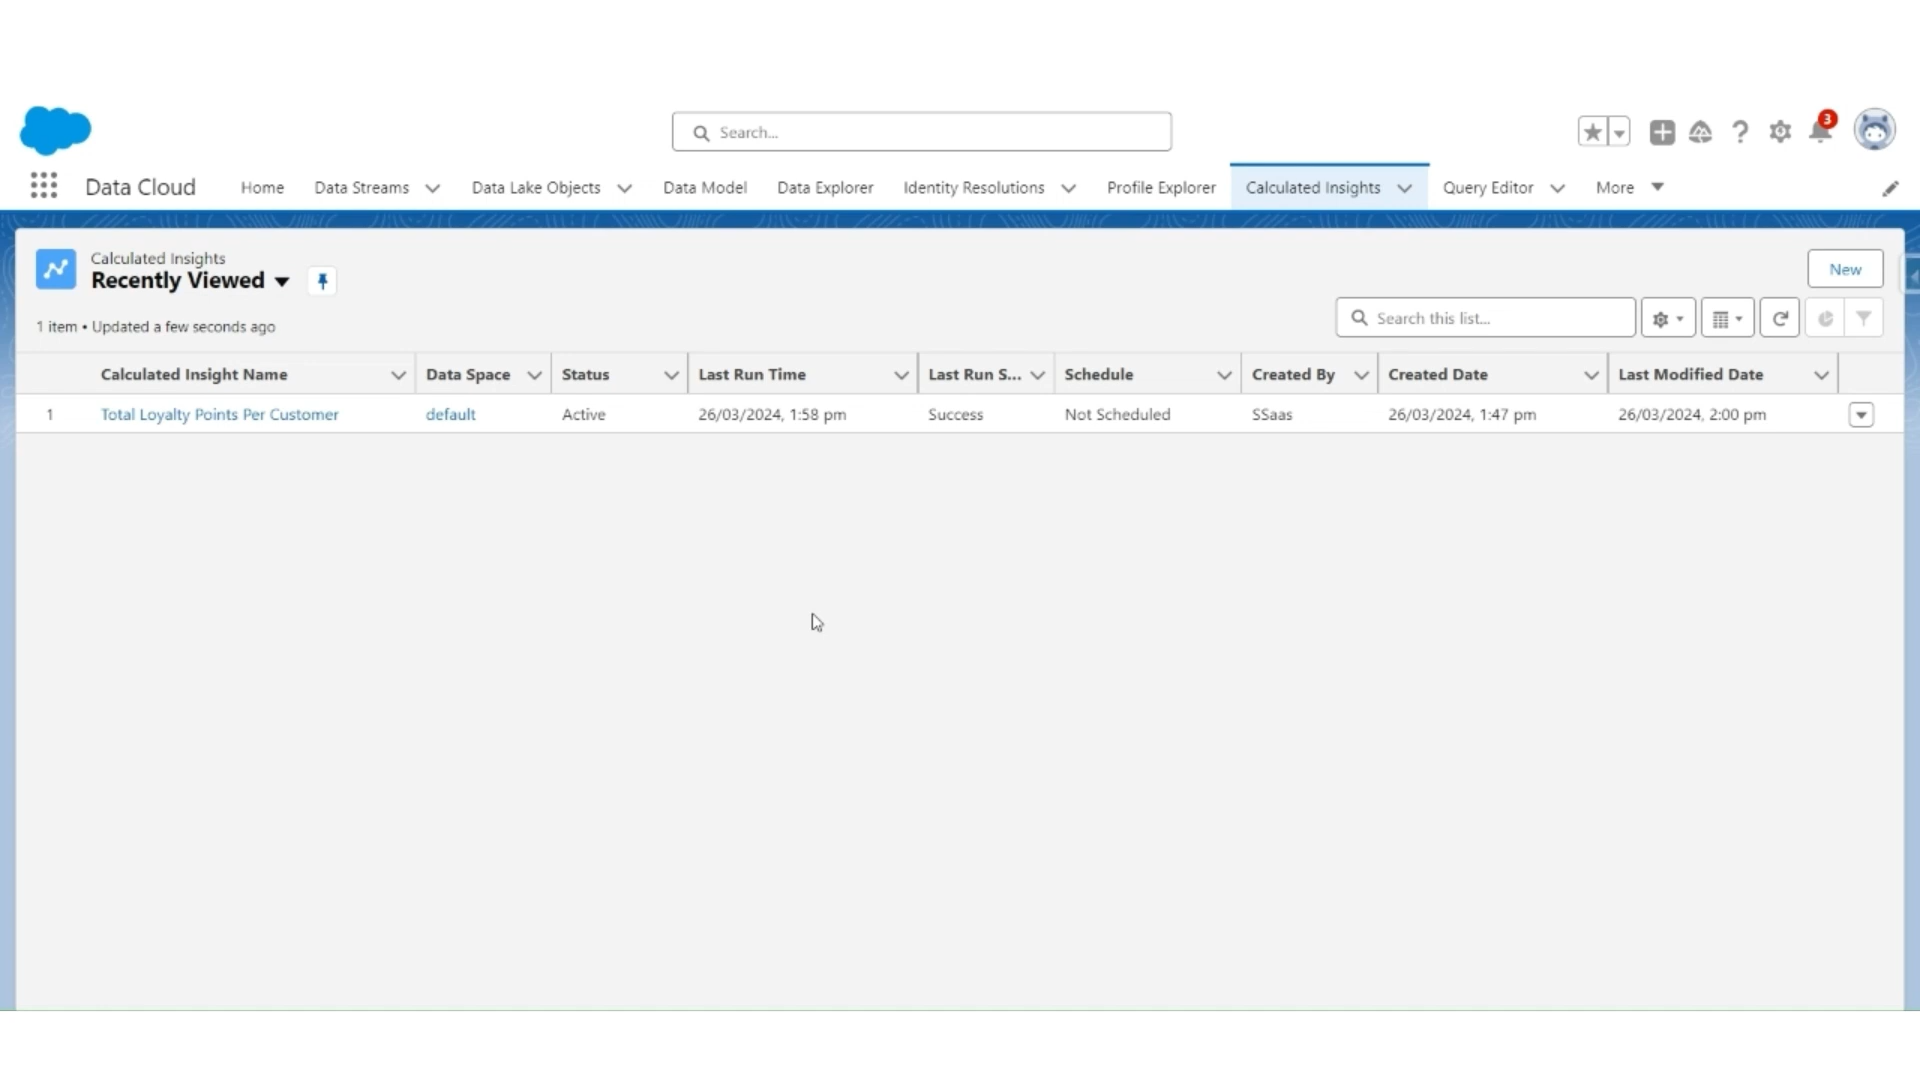 Search...
3
Data Cloud Home Data Streams Data Lake Objects Data Model Data Explorer Identity Resolutions Profile Explorer Calculated Insights Query Editor More
Calculated Insights
Recently Viewed
New
1 item • Updated a few seconds ago
Search this list...
Calculated Insight Name Data Space Status Last Run Time Last Run S... Schedule Created By Created Date Last Modified Date
1 Total Loyalty Points Per Customer default Active 26/03/2024, 1:58 pm Success Not Scheduled SSaas 26/03/2024, 1:47 pm 26/03/2024, 2:00 pm